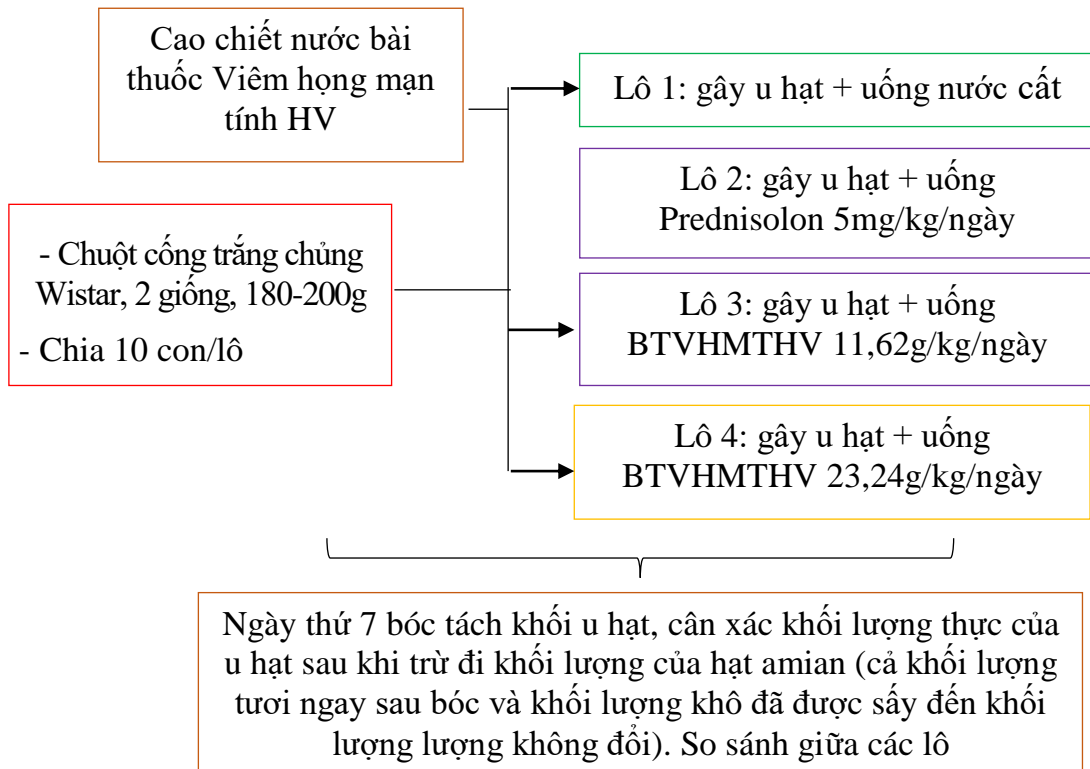 Cao chiết nước bài
thuốc Viêm họng mạn
tính HV
- Chuột cống trắng chủng
Wistar, 2 giống, 180-200g
- Chia 10 con/lô
Lô 1: gây u hạt + uống nước cất
Lô 2: gây u hạt + uống
Prednisolon 5mg/kg/ngày
Lô 3: gây u hạt + uống
BTVHMTHV 11,62g/kg/ngày
Lô 4: gây u hạt + uống
BTVHMTHV 23,24g/kg/ngày
Ngày thứ 7 bóc tách khối u hạt, cân xác khối lượng thực của
u hạt sau khi trừ đi khối lượng của hạt amian (cả khối lượng
tươi ngay sau bóc và khối lượng khô đã được sấy đến khối
lượng lượng không đổi). So sánh giữa các lô